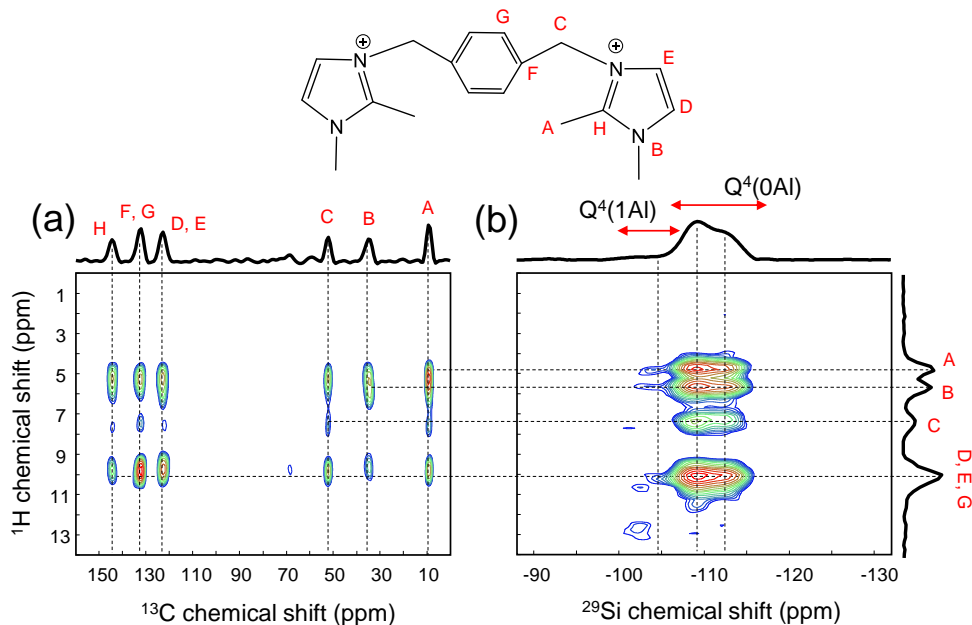 G
C
⊕
⊕
N
E
N
F
D
N
A
H
N
B
(a)
H
F, G
D, E
C
B
A
(b)
Q⁴(1Al)
Q⁴(0Al)
1
3
5
7
9
11
13
¹H chemical shift (ppm)
150
130
110
90
70
50
30
10
¹³C chemical shift (ppm)
-90
-100
-110
-120
-130
²⁹Si chemical shift (ppm)
A
B
C
D, E, G